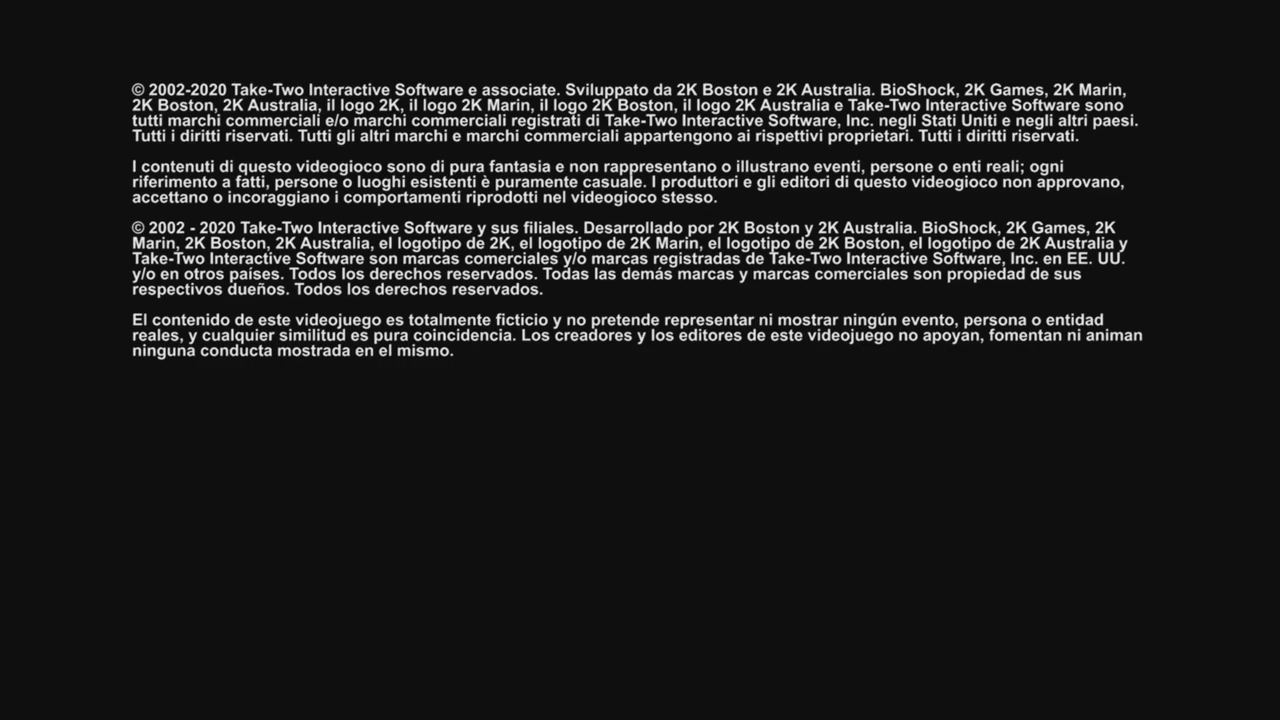 © 2002-2020 Take-Two Interactive Software e associate. Sviluppato da 2K Boston e 2K Australia. BioShock, 2K Games, 2K Marin,
2K Boston, 2K Australia, il logo 2K, il logo 2K Marin, il logo 2K Boston, il logo 2K Australia e Take-Two Interactive Software sono
tutti marchi commerciali e/o marchi commerciali registrati di Take-Two Interactive Software, Inc. negli Stati Uniti e negli altri paesi.
Tutti i diritti riservati. Tutti gli altri marchi e marchi commerciali appartengono ai rispettivi proprietari. Tutti i diritti riservati.
I contenuti di questo videogioco sono di pura fantasia e non rappresentano o illustrano eventi, persone o enti reali; ogni
riferimento a fatti, persone o luoghi esistenti è puramente casuale. I produttori e gli editori di questo videogioco non approvano,
accettano o incoraggiano i comportamenti riprodotti nel videogioco stesso.
© 2002 - 2020 Take-Two Interactive Software y sus filiales. Desarrollado por 2K Boston y 2K Australia. BioShock, 2K Games, 2K
Marin, 2K Boston, 2K Australia, el logotipo de 2K, el logotipo de 2K Marin, el logotipo de 2K Boston, el logotipo de 2K Australia y
Take-Two Interactive Software son marcas comerciales y/o marcas registradas de Take-Two Interactive Software, Inc. en EE. UU.
y/o en otros países. Todos los derechos reservados. Todas las demás marcas y marcas comerciales son propiedad de sus
respectivos dueños. Todos los derechos reservados.
El contenido de este videojuego es totalmente ficticio y no pretende representar ni mostrar ningún evento, persona o entidad
reales, y cualquier similitud es pura coincidencia. Los creadores y los editores de este videojuego no apoyan, fomentan ni animan
ninguna conducta mostrada en el mismo.